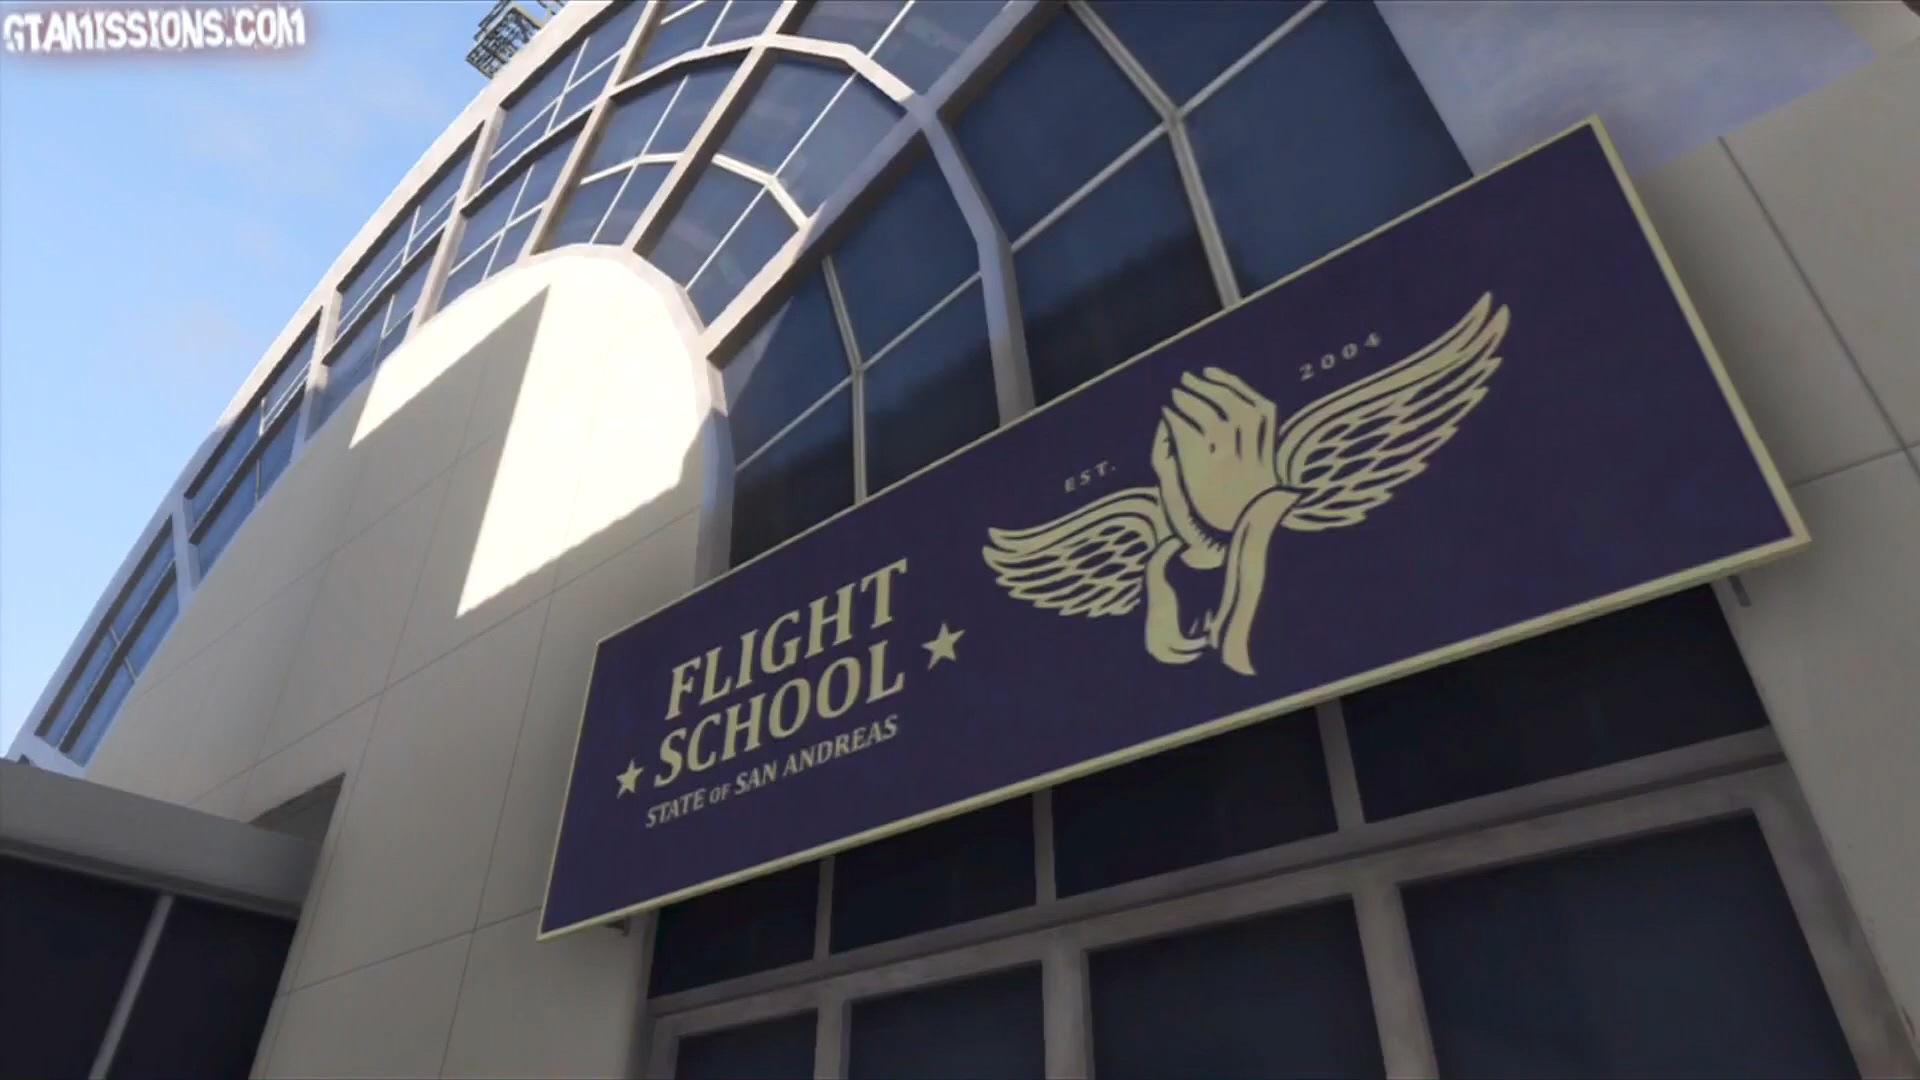 GTAMISSIONS.COM
EST. 2004
FLIGHT
SCHOOL
STATE OF SAN ANDREAS